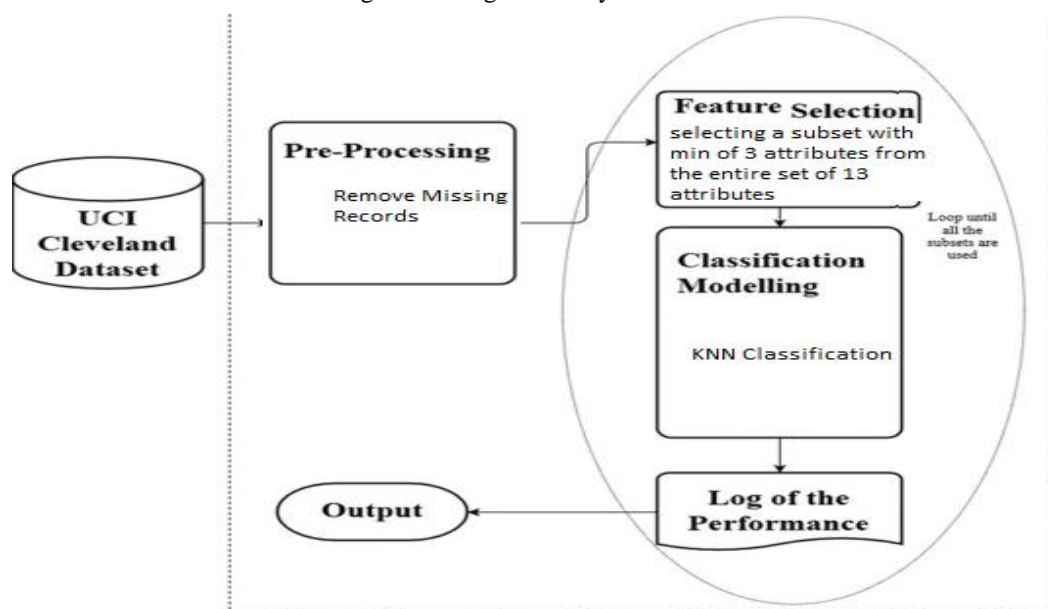 UCI
Cleveland
Dataset
Pre-Processing
Remove Missing
Records
Feature Selection
selecting a subset with
min of 3 attributes from
the entire set of 13
attributes
Loop until
all the
subsets are
used
Classification
Modelling
KNN Classification
Log of the
Performance
Output